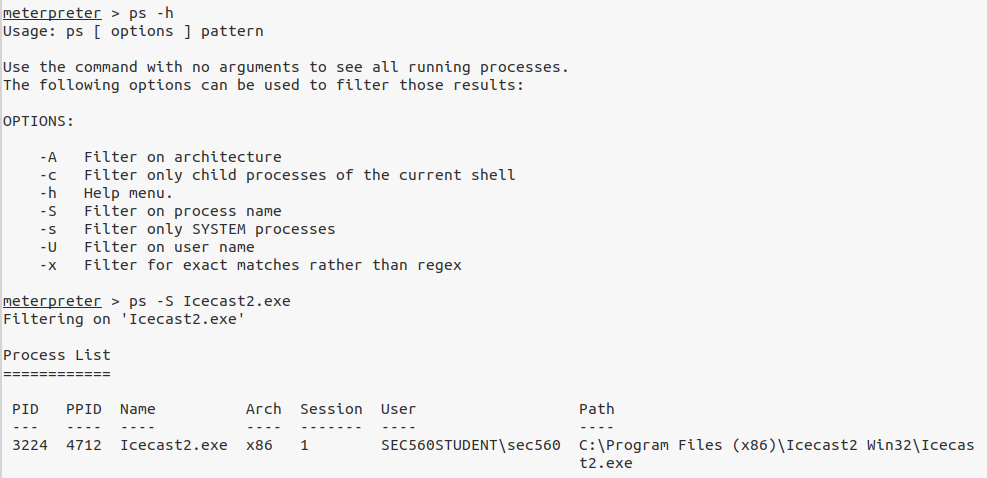 meterpreter > ps -h
Usage: ps [ options ] pattern
Use the command with no arguments to see all running processes.
The following options can be used to filter those results:
OPTIONS:
    -A   Filter on architecture
    -c   Filter only child processes of the current shell
    -h   Help menu.
    -S   Filter on process name
    -s   Filter only SYSTEM processes
    -U   Filter on user name
    -x   Filter for exact matches rather than regex
meterpreter > ps -S Icecast2.exe
Filtering on 'Icecast2.exe'
Process List
============
 PID   PPID  Name          Arch  Session  User                  Path
 ---   ----  ----          ----  -------  ----                  ----
 3224  4712  Icecast2.exe  x86   1        SEC560STUDENT\sec560  C:\Program Files (x86)\Icecast2 Win32\Icecas
                                                                t2.exe